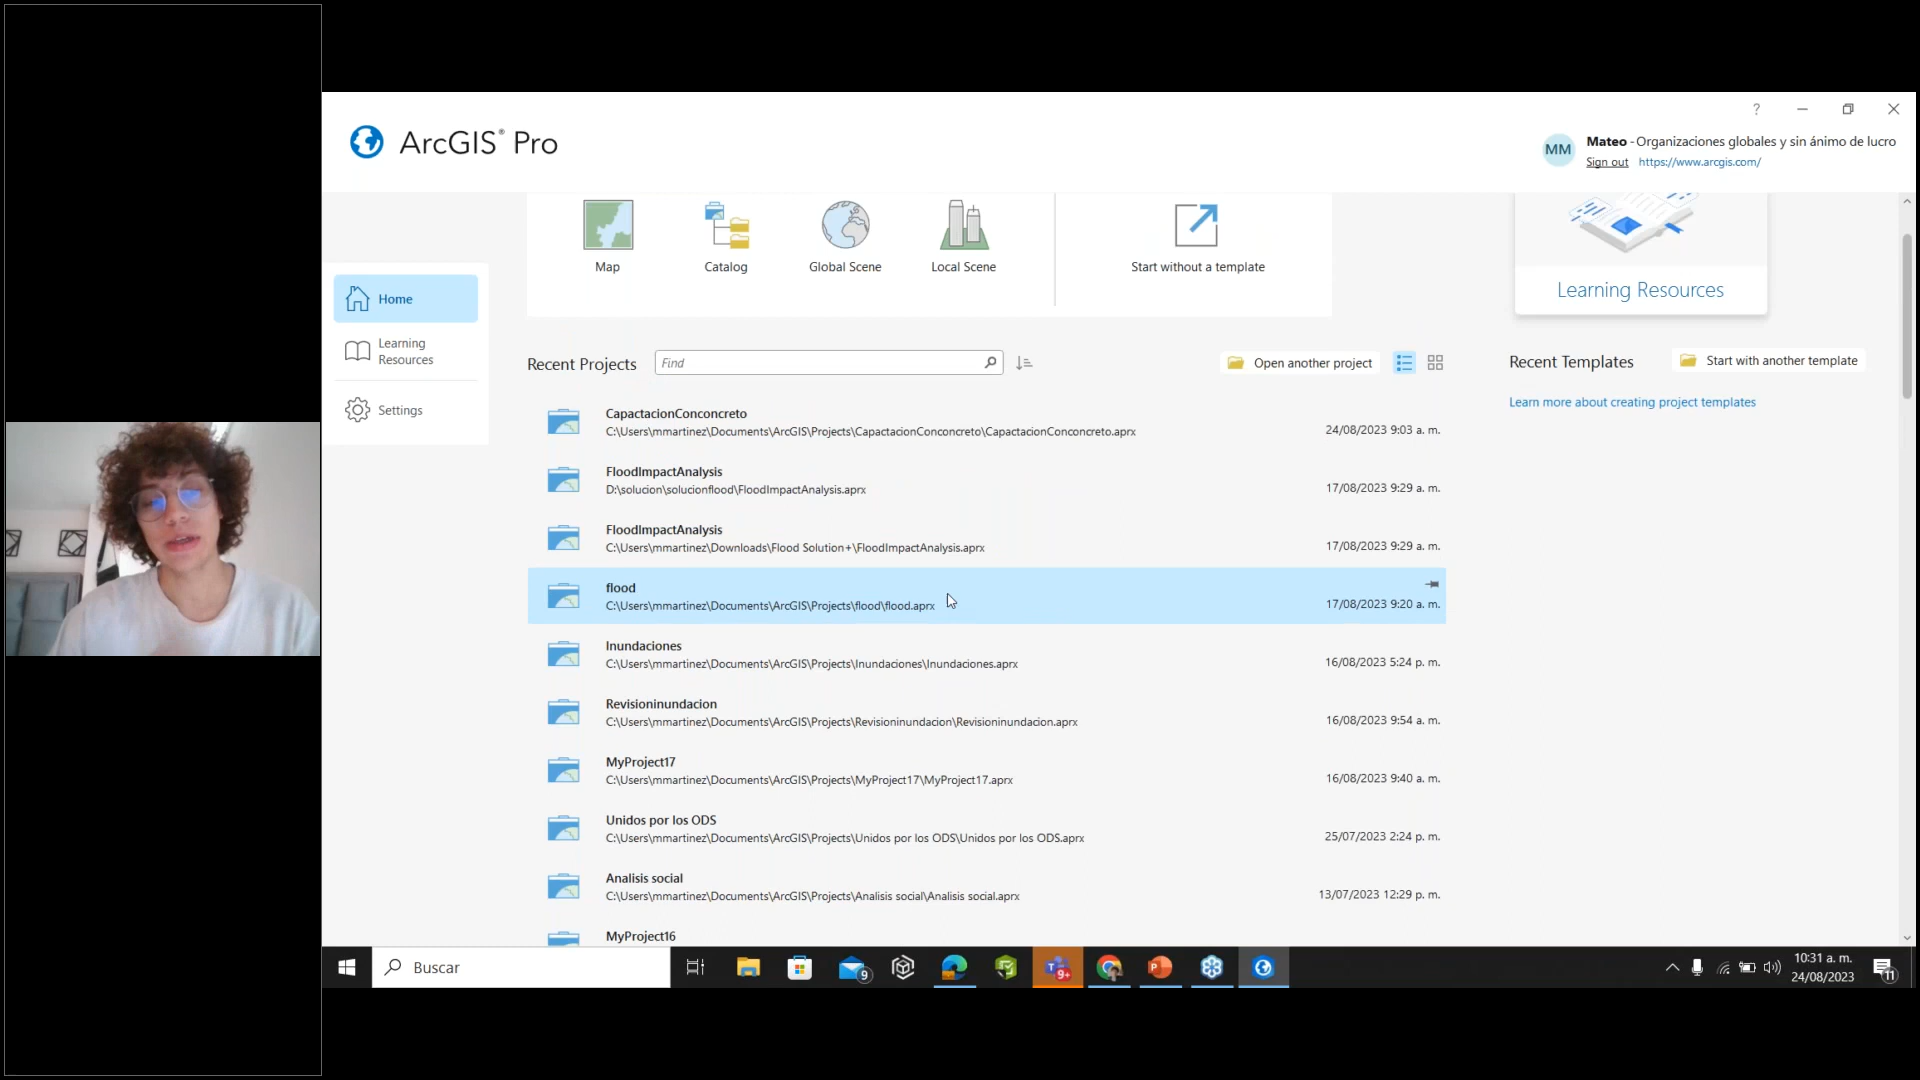 ArcGIS® Pro
?
MM
Mateo - Organizaciones globales y sin ánimo de lucro
Sign out https://www.arcgis.com/
Map
Catalog
Global Scene
Local Scene
Start without a template
Learning Resources
Home
Learning
Resources
Settings
Recent Projects
Find
Open another project
Recent Templates
Start with another template
Learn more about creating project templates
CapactacionConconcreto
C:\Users\mmartinez\Documents\ArcGIS\Projects\CapactacionConconcreto\CapactacionConconcreto.aprx
24/08/2023 9:03 a. m.
FloodImpactAnalysis
D:\solucion\solucionflood\FloodImpactAnalysis.aprx
17/08/2023 9:29 a. m.
FloodImpactAnalysis
C:\Users\mmartinez\Downloads\Flood Solution+\FloodImpactAnalysis.aprx
17/08/2023 9:29 a. m.
flood
C:\Users\mmartinez\Documents\ArcGIS\Projects\flood\flood.aprx
17/08/2023 9:20 a. m.
Inundaciones
C:\Users\mmartinez\Documents\ArcGIS\Projects\Inundaciones\Inundaciones.aprx
16/08/2023 5:24 p. m.
Revisioninundacion
C:\Users\mmartinez\Documents\ArcGIS\Projects\Revisioninundacion\Revisioninundacion.aprx
16/08/2023 9:54 a. m.
MyProject17
C:\Users\mmartinez\Documents\ArcGIS\Projects\MyProject17\MyProject17.aprx
16/08/2023 9:40 a. m.
Unidos por los ODS
C:\Users\mmartinez\Documents\ArcGIS\Projects\Unidos por los ODS\Unidos por los ODS.aprx
25/07/2023 2:24 p. m.
Analisis social
C:\Users\mmartinez\Documents\ArcGIS\Projects\Analisis social\Analisis social.aprx
13/07/2023 12:29 p. m.
MyProject16
Buscar
9
9+
10:31 a. m.
24/08/2023
11